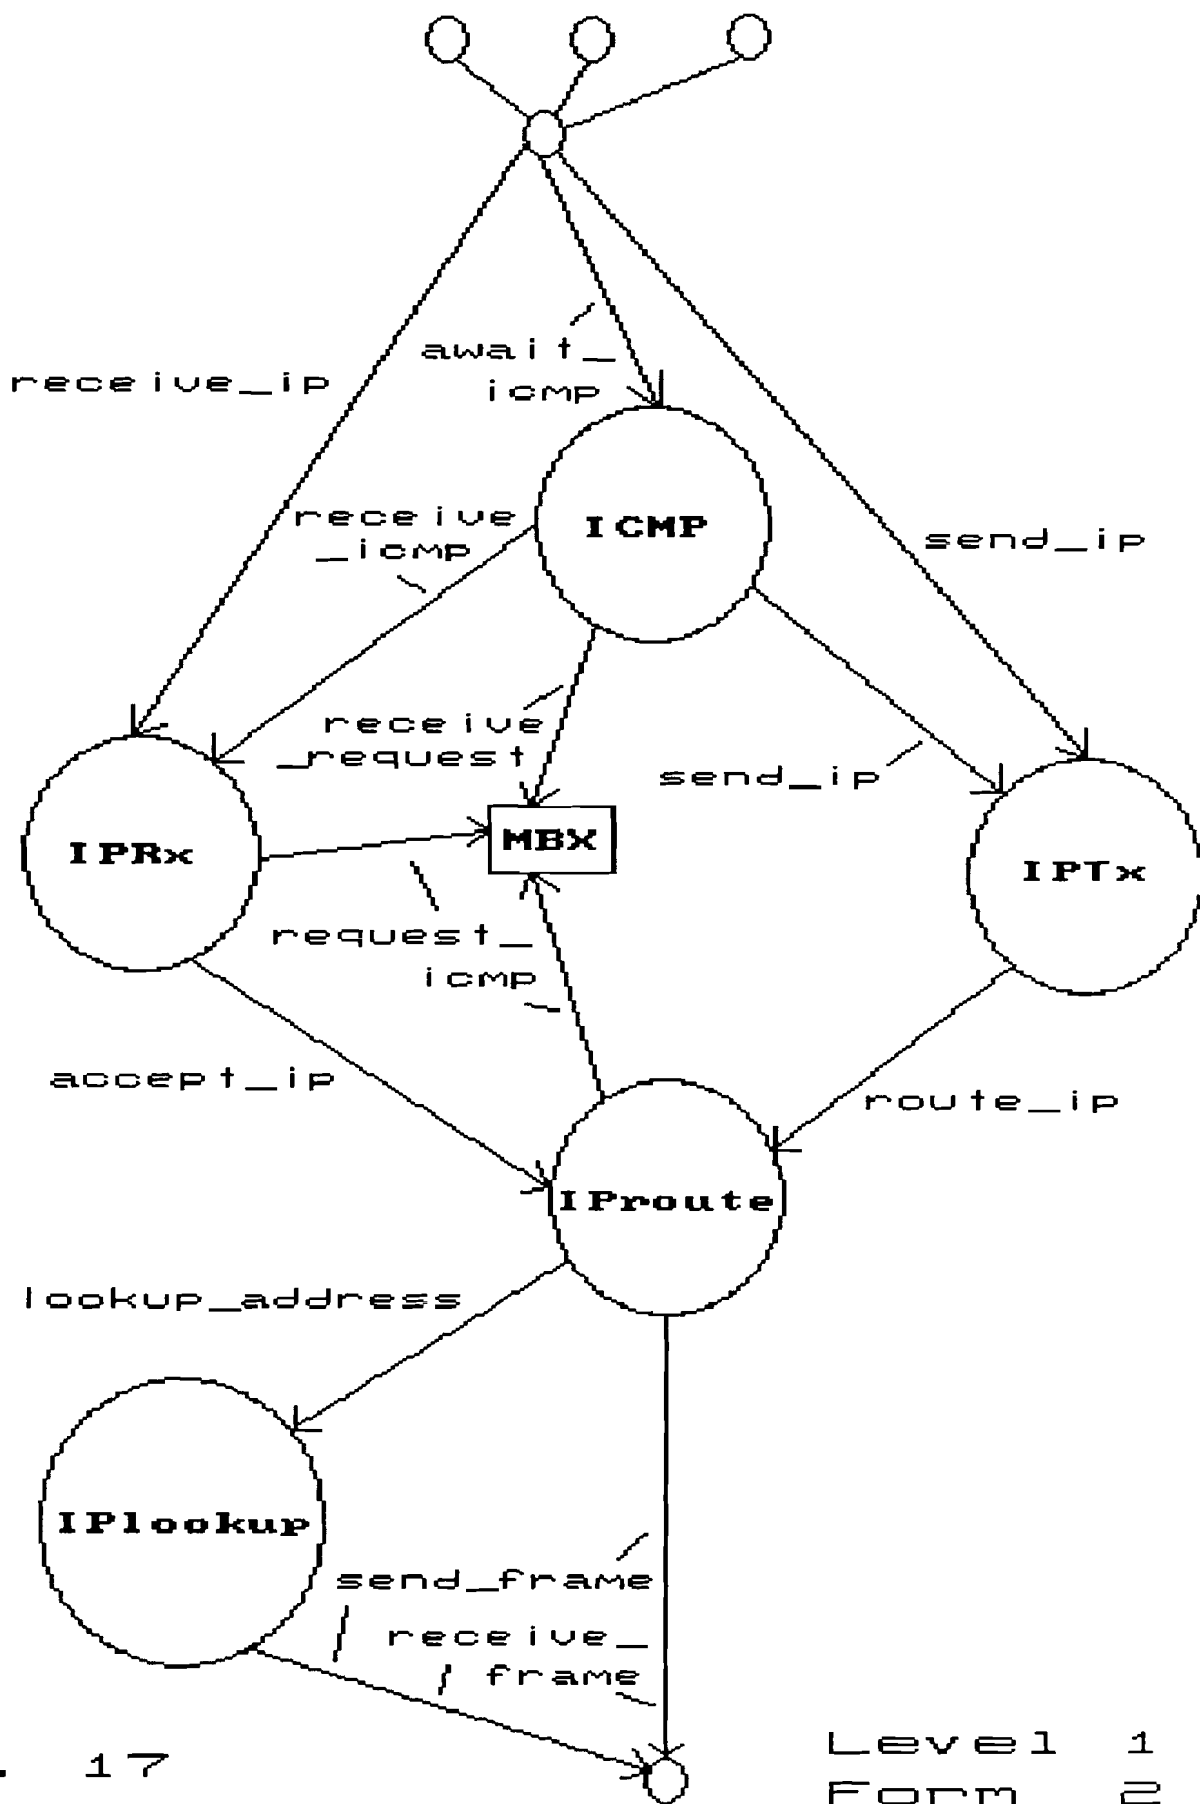 await_
icmp
receive_ip
ICMP
receive
_icmp
send_ip
receive
_request
send_ip
MBX
IPRx
IPTx
request_
icmp
accept_ip
route_ip
IProute
lookup_address
IPlookup
send_frame
receive_
frame
. 17
Level 1
Form 2